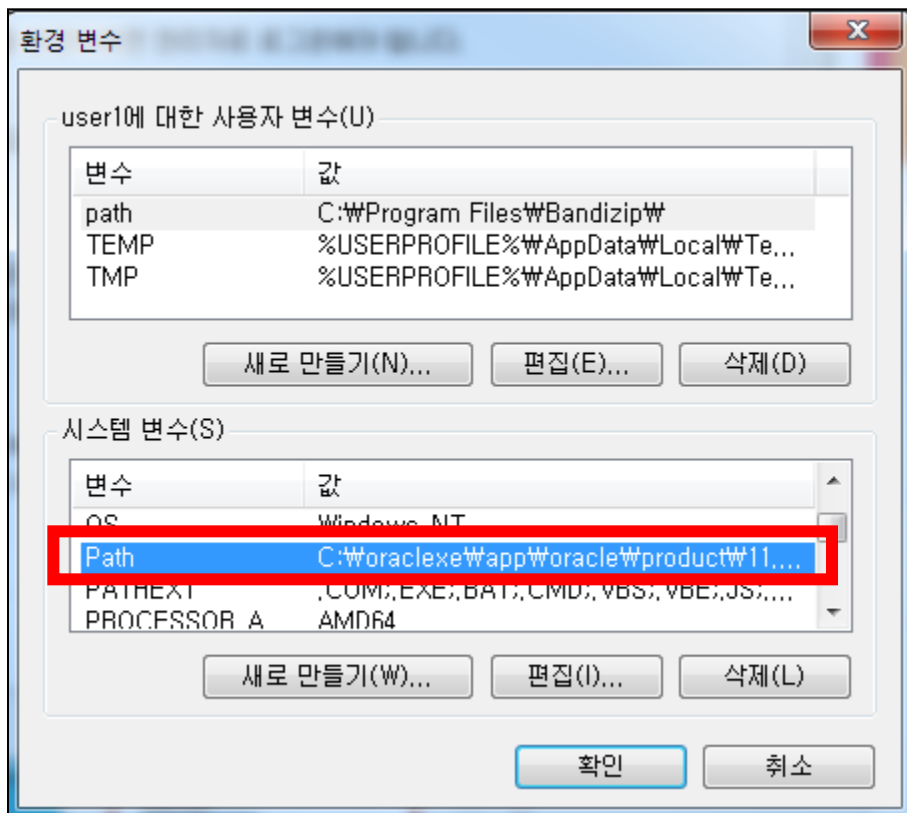 환경 변수
user1에 대한 사용자 변수(U)
변수 값
path C:₩Program Files₩Bandizip₩
TEMP %USERPROFILE%₩AppData₩Local₩Te...
TMP %USERPROFILE%₩AppData₩Local₩Te...
새로 만들기(N)... 편집(E)... 삭제(D)
시스템 변수(S)
변수 값
OS Windows_NT
Path C:₩oraclexe₩app₩oracle₩product₩11....
PATHEXT .COM;.EXE;.BAT;.CMD;.VBS;.VBE;.JS;....
PROCESSOR_A... AMD64
새로 만들기(W)... 편집(I)... 삭제(L)
확인 취소